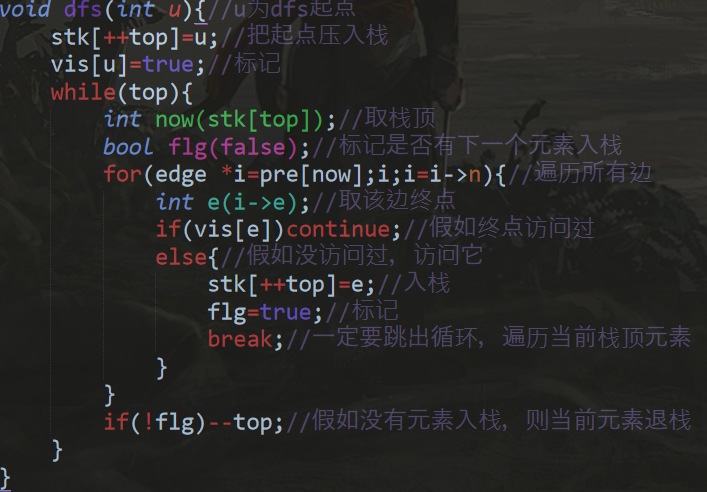 void dfs(int u){//u为dfs起点
stk[++top]=u;//把起点压入栈
vis[u]=true;//标记
while(top){
int now(stk[top]);//取栈顶
bool flg(false);//标记是否有下一个元素入栈
for(edge *i=pre[now];i;i=i->n){//遍历所有边
int e(i->e);//取该边终点
if(vis[e])continue;//假如终点访问过
else{//假如没访问过，访问它
stk[++top]=e;//入栈
flg=true;//标记
break;//一定要跳出循环，遍历当前栈顶元素
}
}
if(!flg)--top;//假如没有元素入栈，则当前元素退栈
}
}